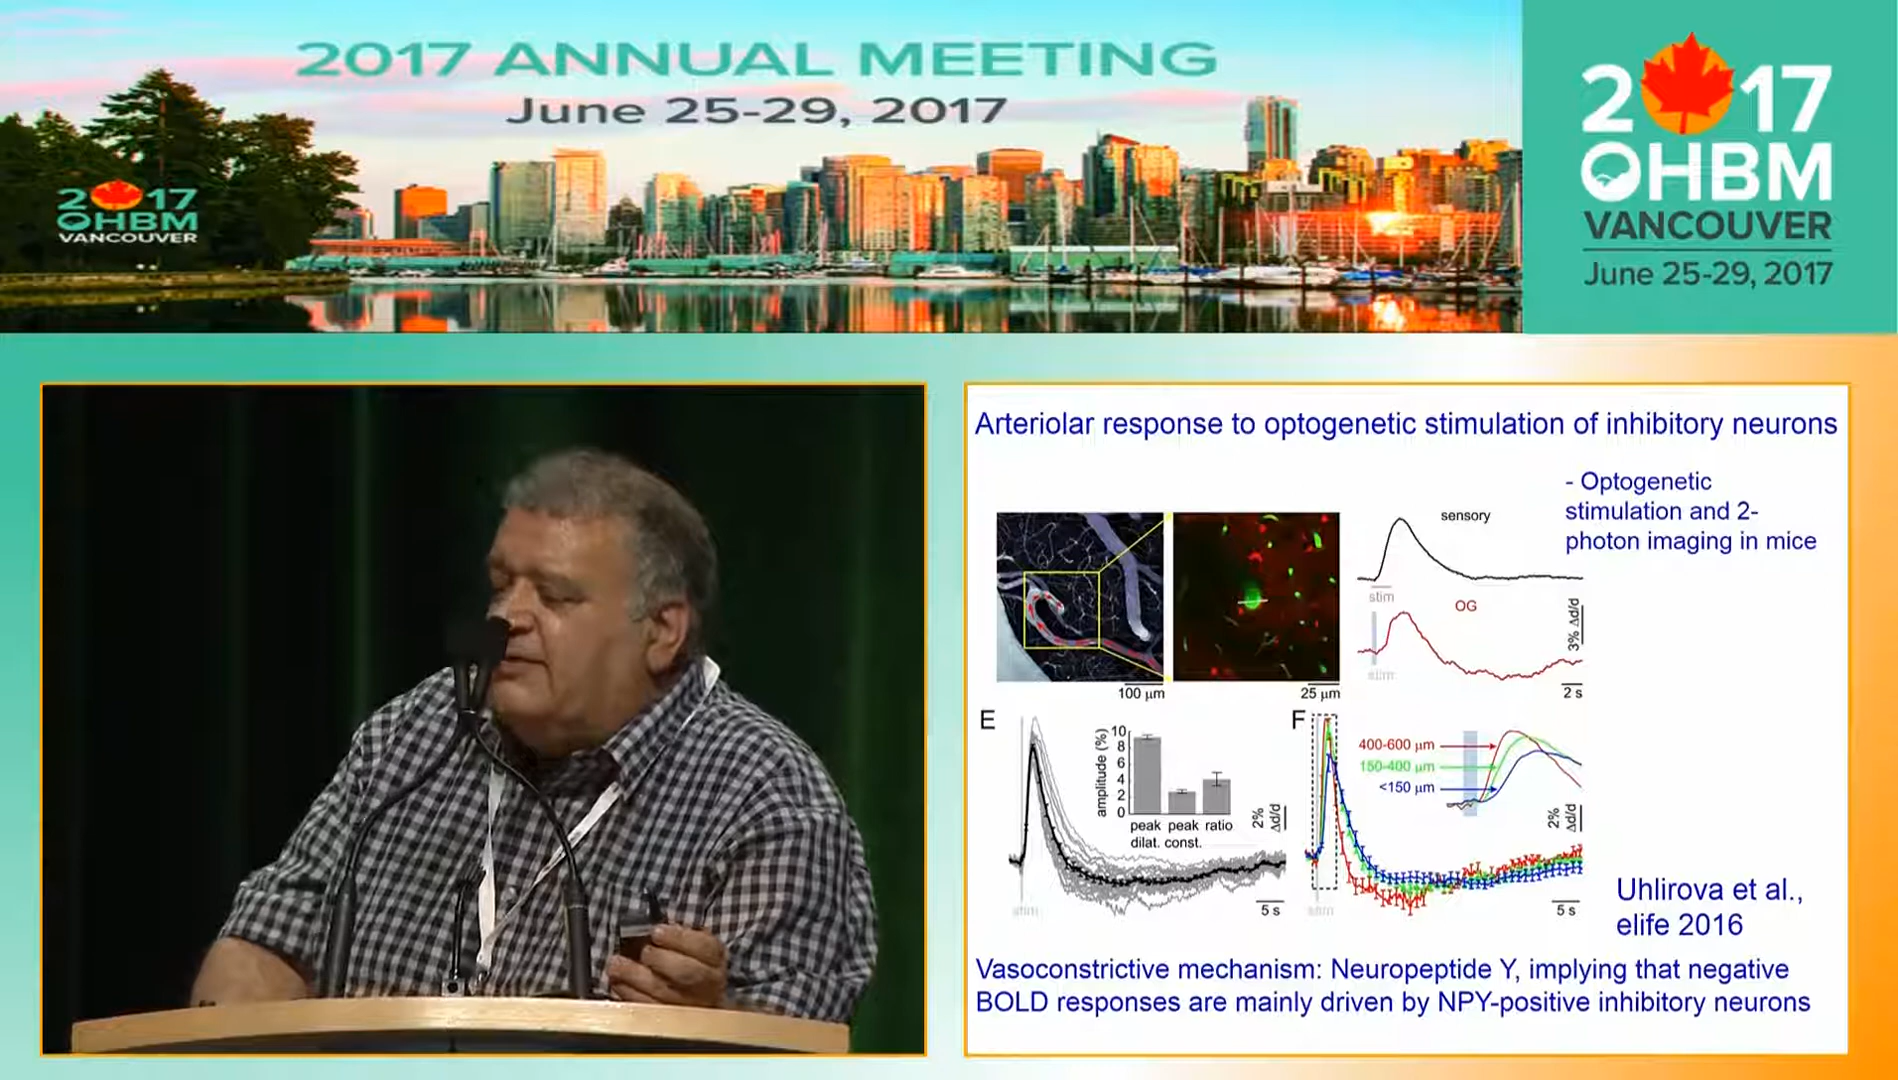 2017 ANNUAL MEETING
June 25-29, 2017
2017
OHBM
VANCOUVER
2017
OHBM
VANCOUVER
June 25-29, 2017
Arteriolar response to optogenetic stimulation of inhibitory neurons
- Optogenetic
stimulation and 2-
photon imaging in mice
sensory
stim
OG
3% Δd/d
stim
2 s
100 µm
25 µm
E
amplitude (%)
10
8
6
4
2
0
peak peak ratio
dilat. const.
2%
Δd/d
stim
5 s
F
400-600 µm
150-400 µm
<150 µm
2%
Δd/d
stim
5 s
Uhlirova et al.,
elife 2016
Vasoconstrictive mechanism: Neuropeptide Y, implying that negative
BOLD responses are mainly driven by NPY-positive inhibitory neurons